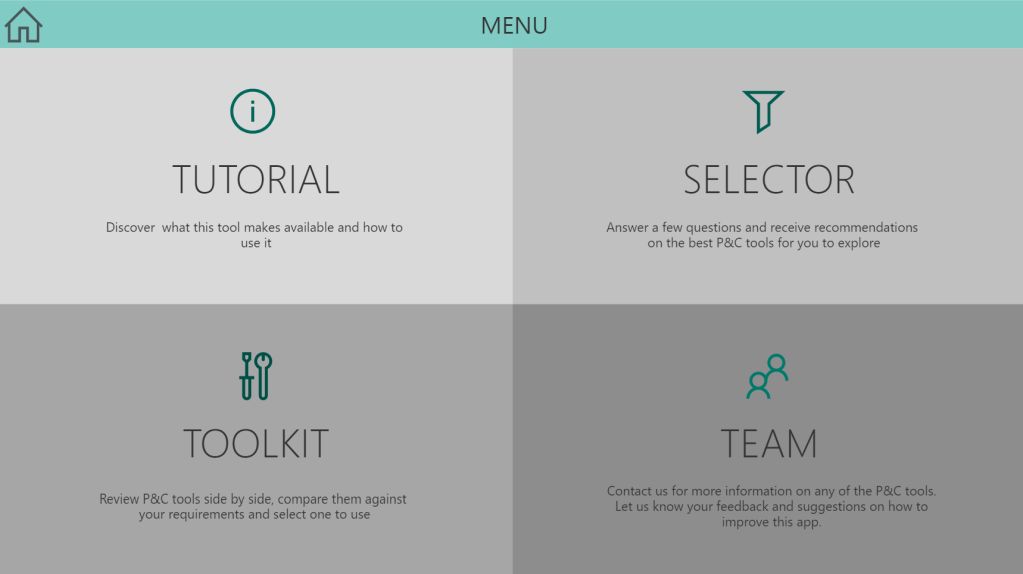 MENU
TUTORIAL
Discover what this tool makes available and how to
use it
SELECTOR
Answer a few questions and receive recommendations
on the best P&C tools for you to explore
TOOLKIT
Review P&C tools side by side, compare them against
your requirements and select one to use
TEAM
Contact us for more information on any of the P&C tools.
Let us know your feedback and suggestions on how to
improve this app.